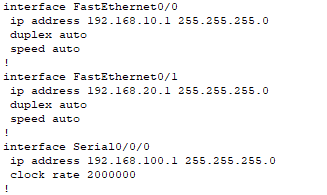 interface FastEthernet0/0
 ip address 192.168.10.1 255.255.255.0
 duplex auto
 speed auto
!
interface FastEthernet0/1
 ip address 192.168.20.1 255.255.255.0
 duplex auto
 speed auto
!
interface Serial0/0/0
 ip address 192.168.100.1 255.255.255.0
 clock rate 2000000
!